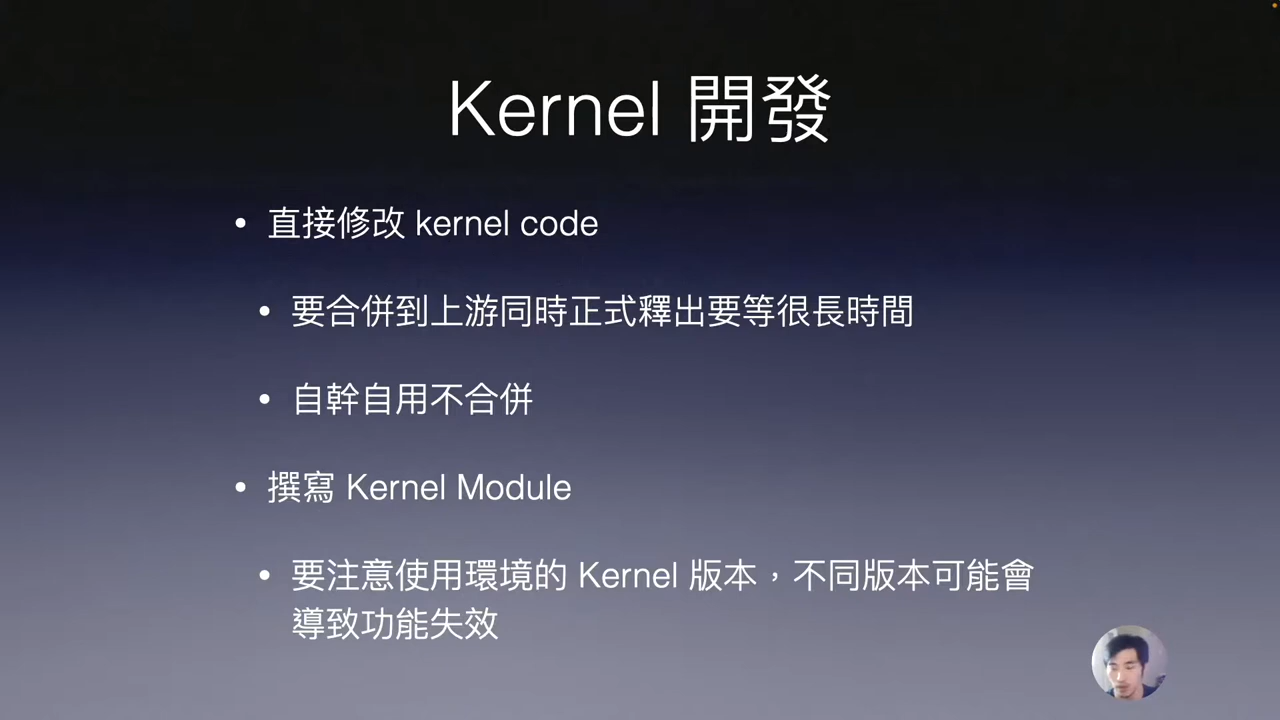 Kernel 開發
• 直接修改 kernel code
• 要合併到上游同時正式釋出要等很長時間
• 自幹自用不合併
• 撰寫 Kernel Module
• 要注意使用環境的 Kernel 版本，不同版本可能會
導致功能失效